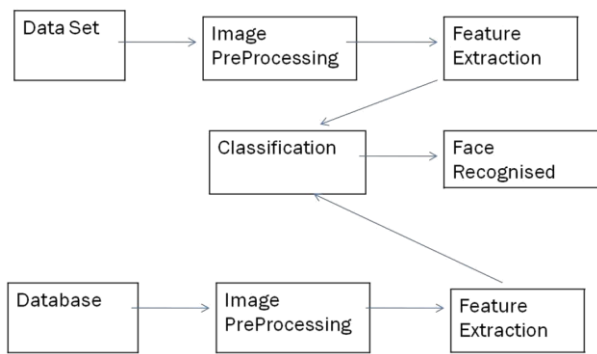 Data Set
Image
PreProcessing
Feature
Extraction
Classification
Face
Recognised
Database
Image
PreProcessing
Feature
Extraction